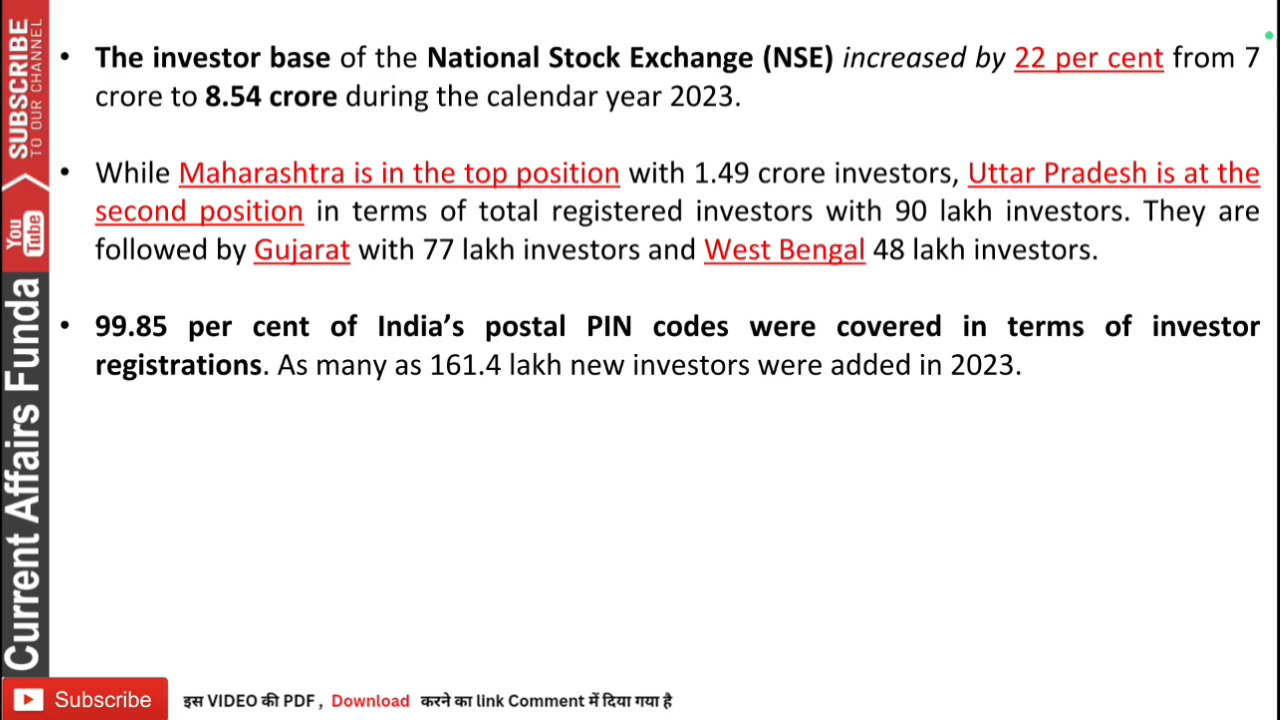 • The investor base of the National Stock Exchange (NSE) increased by 22 per cent from 7
crore to 8.54 crore during the calendar year 2023.
• While Maharashtra is in the top position with 1.49 crore investors, Uttar Pradesh is at the
second position in terms of total registered investors with 90 lakh investors. They are
followed by Gujarat with 77 lakh investors and West Bengal 48 lakh investors.
• 99.85 per cent of India’s postal PIN codes were covered in terms of investor
registrations. As many as 161.4 lakh new investors were added in 2023.
SUBSCRIBE
TO OUR CHANNEL
You
Tube
Current Affairs Funda
Subscribe
इस VIDEO की PDF , Download करने का link Comment में दिया गया है